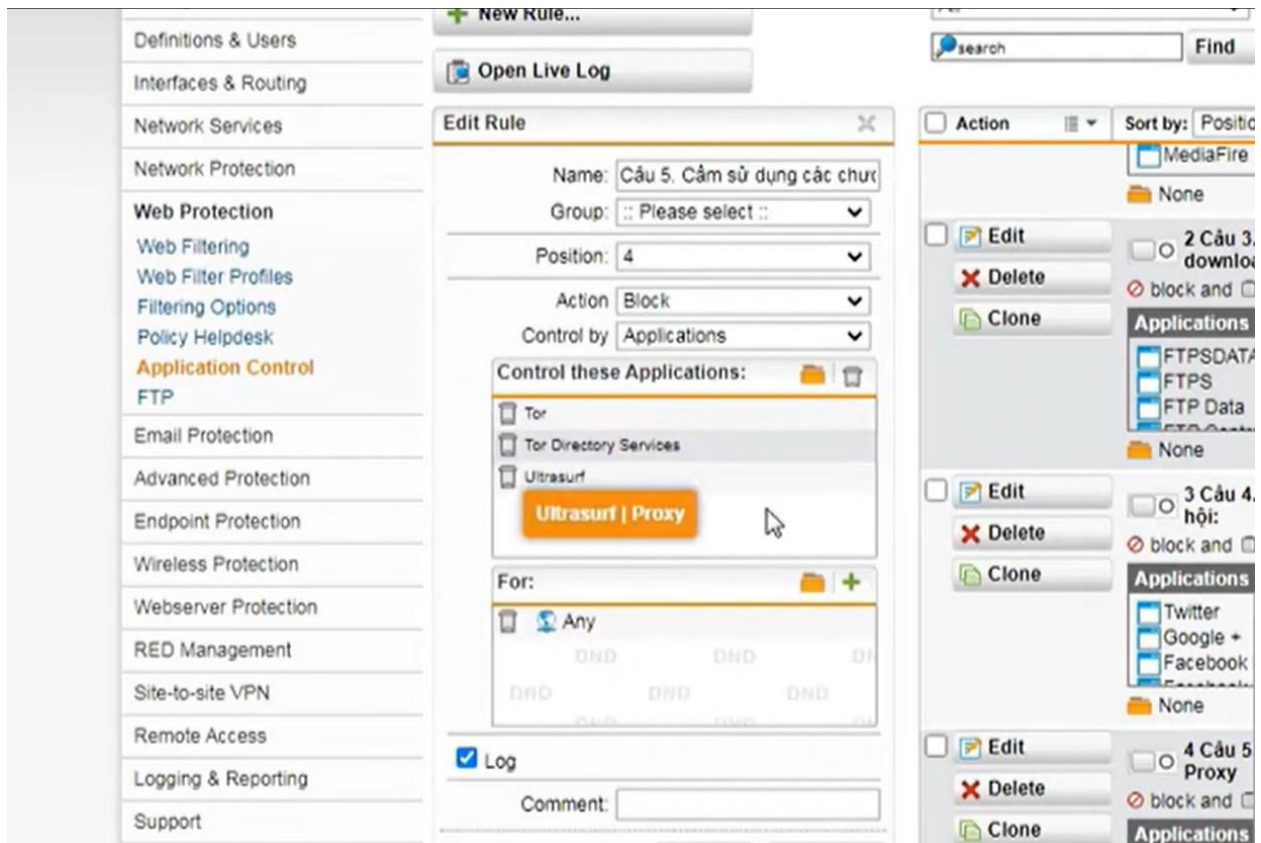 New Rule...
Open Live Log
search
Find
Definitions & Users
Interfaces & Routing
Network Services
Network Protection
Web Protection
Web Filtering
Web Filter Profiles
Filtering Options
Policy Helpdesk
Application Control
FTP
Email Protection
Advanced Protection
Endpoint Protection
Wireless Protection
Webserver Protection
RED Management
Site-to-site VPN
Remote Access
Logging & Reporting
Support
Edit Rule
Name: Câu 5. Cấm sử dụng các chươ
Group: :: Please select ::
Position: 4
Action Block
Control by Applications
Control these Applications:
Tor
Tor Directory Services
Ultrasurf
Ultrasurf | Proxy
For:
Any
DND DND
DND DND DND
Log
Comment:
Action
Sort by: Positio
MediaFire
None
Edit
Delete
Clone
2 Câu 3.
downloa
block and
Applications
FTPSDATA
FTPS
FTP Data
None
Edit
Delete
Clone
3 Câu 4.
hội:
block and
Applications
Twitter
Google +
Facebook
None
Edit
Delete
Clone
4 Câu 5
Proxy
block and
Applications